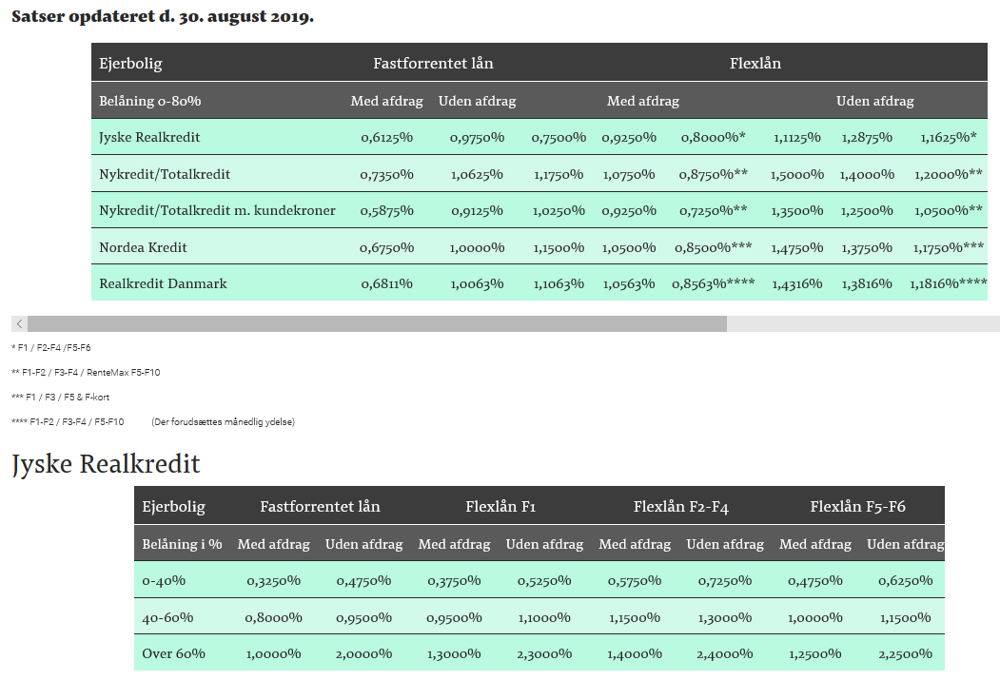 Satser opdateret d. 30. august 2019.
Ejerbolig Fastforrentet lån Flexlån
Belåning 0-80% Med afdrag Uden afdrag Med afdrag Uden afdrag
Jyske Realkredit 0,6125% 0,9750% 0,7500% 0,9250% 0,8000%* 1,1125% 1,2875% 1,1625%*
Nykredit/Totalkredit 0,7350% 1,0625% 1,1750% 1,0750% 0,8750%** 1,5000% 1,4000% 1,2000%**
Nykredit/Totalkredit m. kundekroner 0,5875% 0,9125% 1,0250% 0,9250% 0,7250%** 1,3500% 1,2500% 1,0500%**
Nordea Kredit 0,6750% 1,0000% 1,1500% 1,0500% 0,8500%*** 1,4750% 1,3750% 1,1750%***
Realkredit Danmark 0,6811% 1,0063% 1,1063% 1,0563% 0,8563%**** 1,4316% 1,3816% 1,1816%****
* F1 / F2-F4 /F5-F6
** F1-F2 / F3-F4 / RenteMax F5-F10
*** F1 / F3 / F5 & F-kort
**** F1-F2 / F3-F4 / F5-F10 (Der forudsættes månedlig ydelse)
Jyske Realkredit
Ejerbolig Fastforrentet lån Flexlån F1 Flexlån F2-F4 Flexlån F5-F6
Belåning i % Med afdrag Uden afdrag Med afdrag Uden afdrag Med afdrag Uden afdrag Med afdrag Uden afdrag
0-40% 0,3250% 0,4750% 0,3750% 0,5250% 0,5750% 0,7250% 0,4750% 0,6250%
40-60% 0,8000% 0,9500% 0,9500% 1,1000% 1,1500% 1,3000% 1,0000% 1,1500%
Over 60% 1,0000% 2,0000% 1,3000% 2,3000% 1,4000% 2,4000% 1,2500% 2,2500%